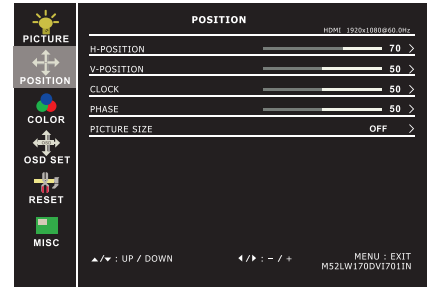 PICTURE
POSITION
COLOR
OSD SET
RESET
MISC
POSITION
HDMI 1920x1080@60.0Hz
H-POSITION 70 >
V-POSITION 50 >
CLOCK 50 >
PHASE 50 >
PICTURE SIZE OFF >
▲/▼ : UP / DOWN ◀/▶ : − / + MENU : EXIT
M52LW170DVI701IN